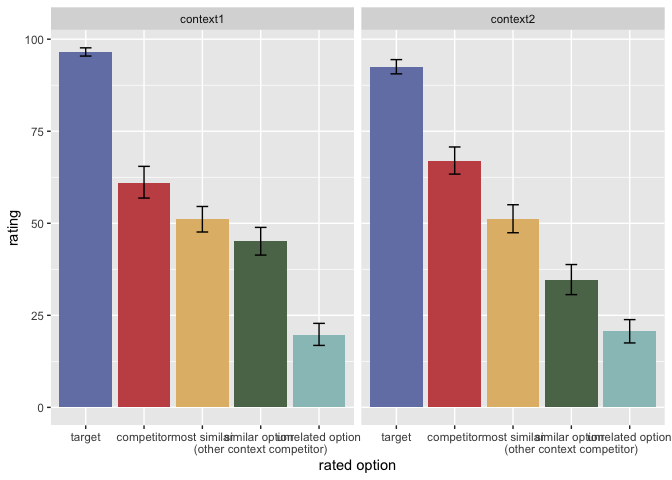 context1
context2
100
75
50
25
0
rating
target
competitor
most similar
similar option
(other context competitor)
unrelated option
target
competitor
most similar
similar option
(other context competitor)
unrelated option
rated option